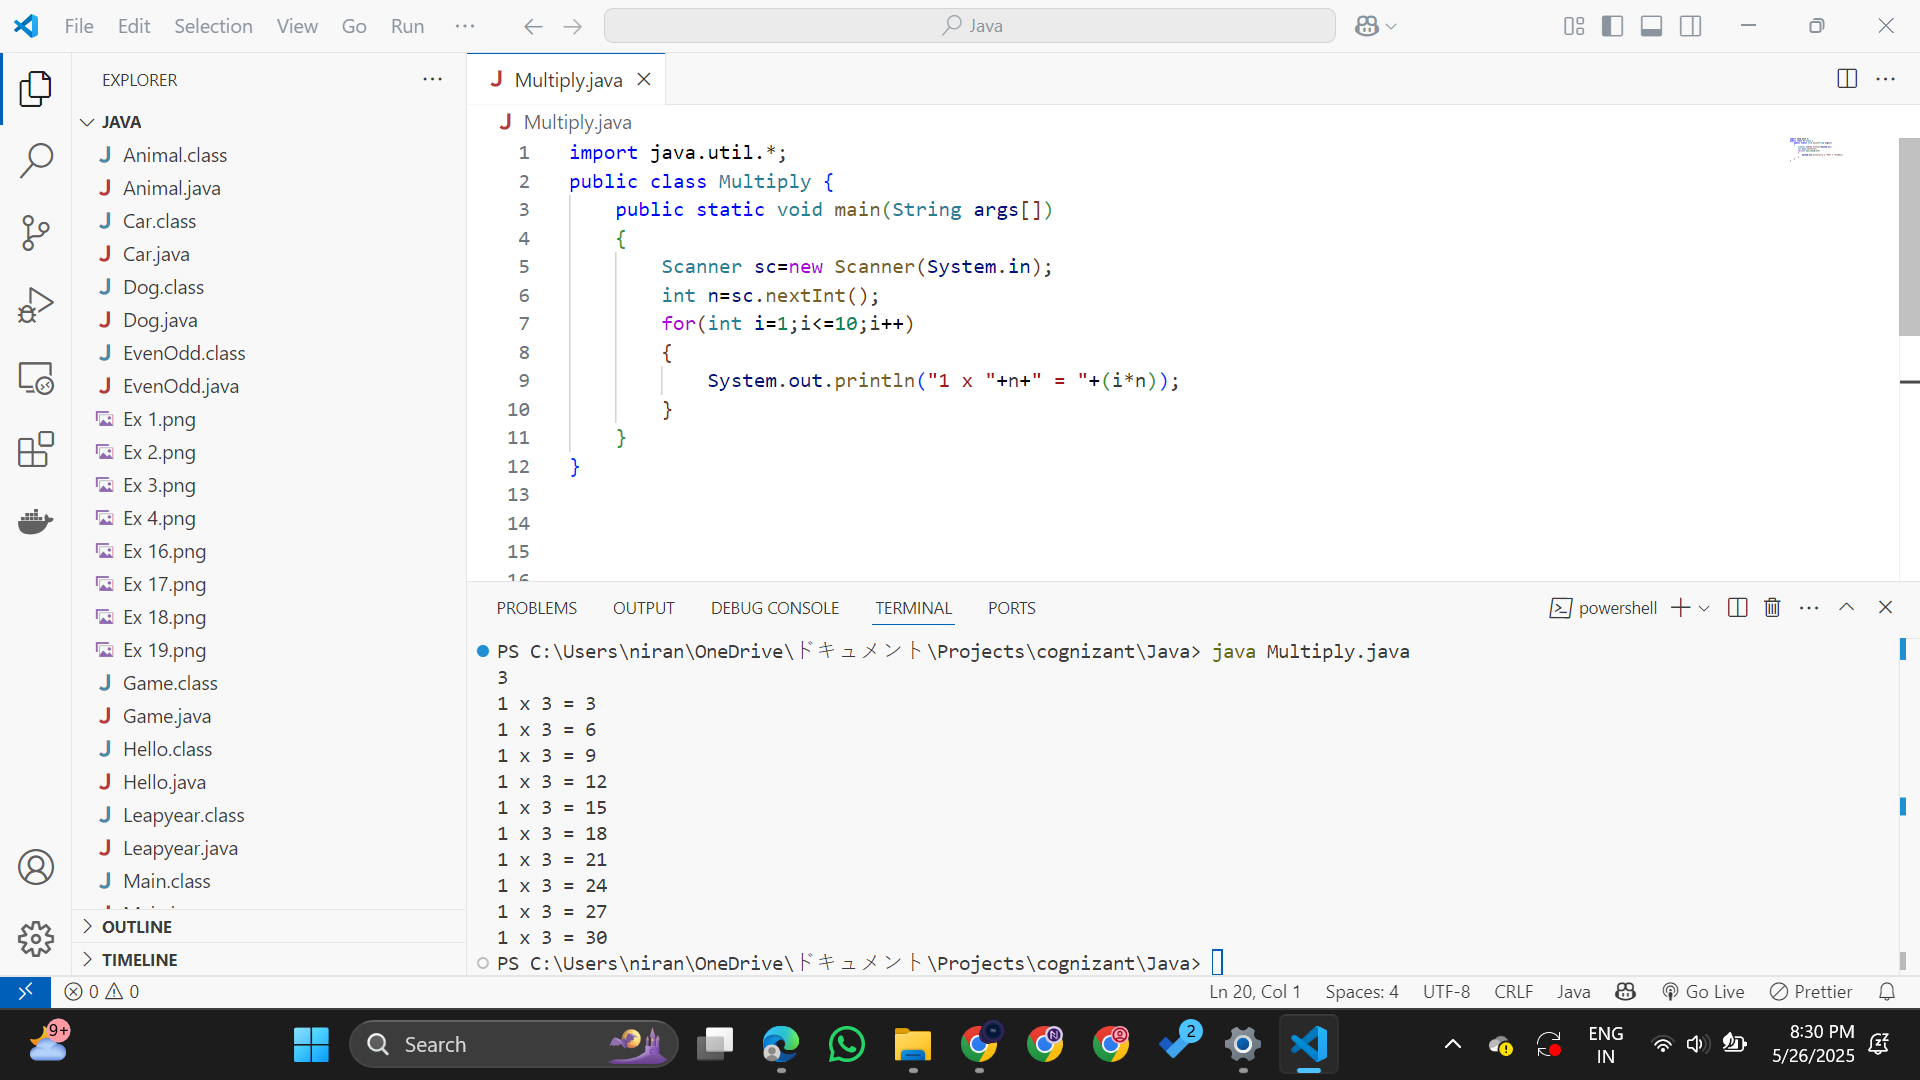 File Edit Selection View Go Run ··· Java
EXPLORER ···
JAVA
Animal.class
Animal.java
Car.class
Car.java
Dog.class
Dog.java
EvenOdd.class
EvenOdd.java
Ex 1.png
Ex 2.png
Ex 3.png
Ex 4.png
Ex 16.png
Ex 17.png
Ex 18.png
Ex 19.png
Game.class
Game.java
Hello.class
Hello.java
Leapyear.class
Leapyear.java
Main.class
OUTLINE
TIMELINE
J Multiply.java
J Multiply.java
1 import java.util.*;
2 public class Multiply {
3 public static void main(String args[])
4 {
5 Scanner sc=new Scanner(System.in);
6 int n=sc.nextInt();
7 for(int i=1;i<=10;i++)
8 {
9 System.out.println("1 x "+n+" = "+(i*n));
10 }
11 }
12 }
13
14
15
16
PROBLEMS OUTPUT DEBUG CONSOLE TERMINAL PORTS powershell
PS C:\Users\niran\OneDrive\ドキュメント\Projects\cognizant\Java> java Multiply.java
3
1 x 3 = 3
1 x 3 = 6
1 x 3 = 9
1 x 3 = 12
1 x 3 = 15
1 x 3 = 18
1 x 3 = 21
1 x 3 = 24
1 x 3 = 27
1 x 3 = 30
PS C:\Users\niran\OneDrive\ドキュメント\Projects\cognizant\Java>
0 0 Ln 20, Col 1 Spaces: 4 UTF-8 CRLF Java Go Live Prettier
9+ Search 2 ENG 8:30 PM
IN 5/26/2025